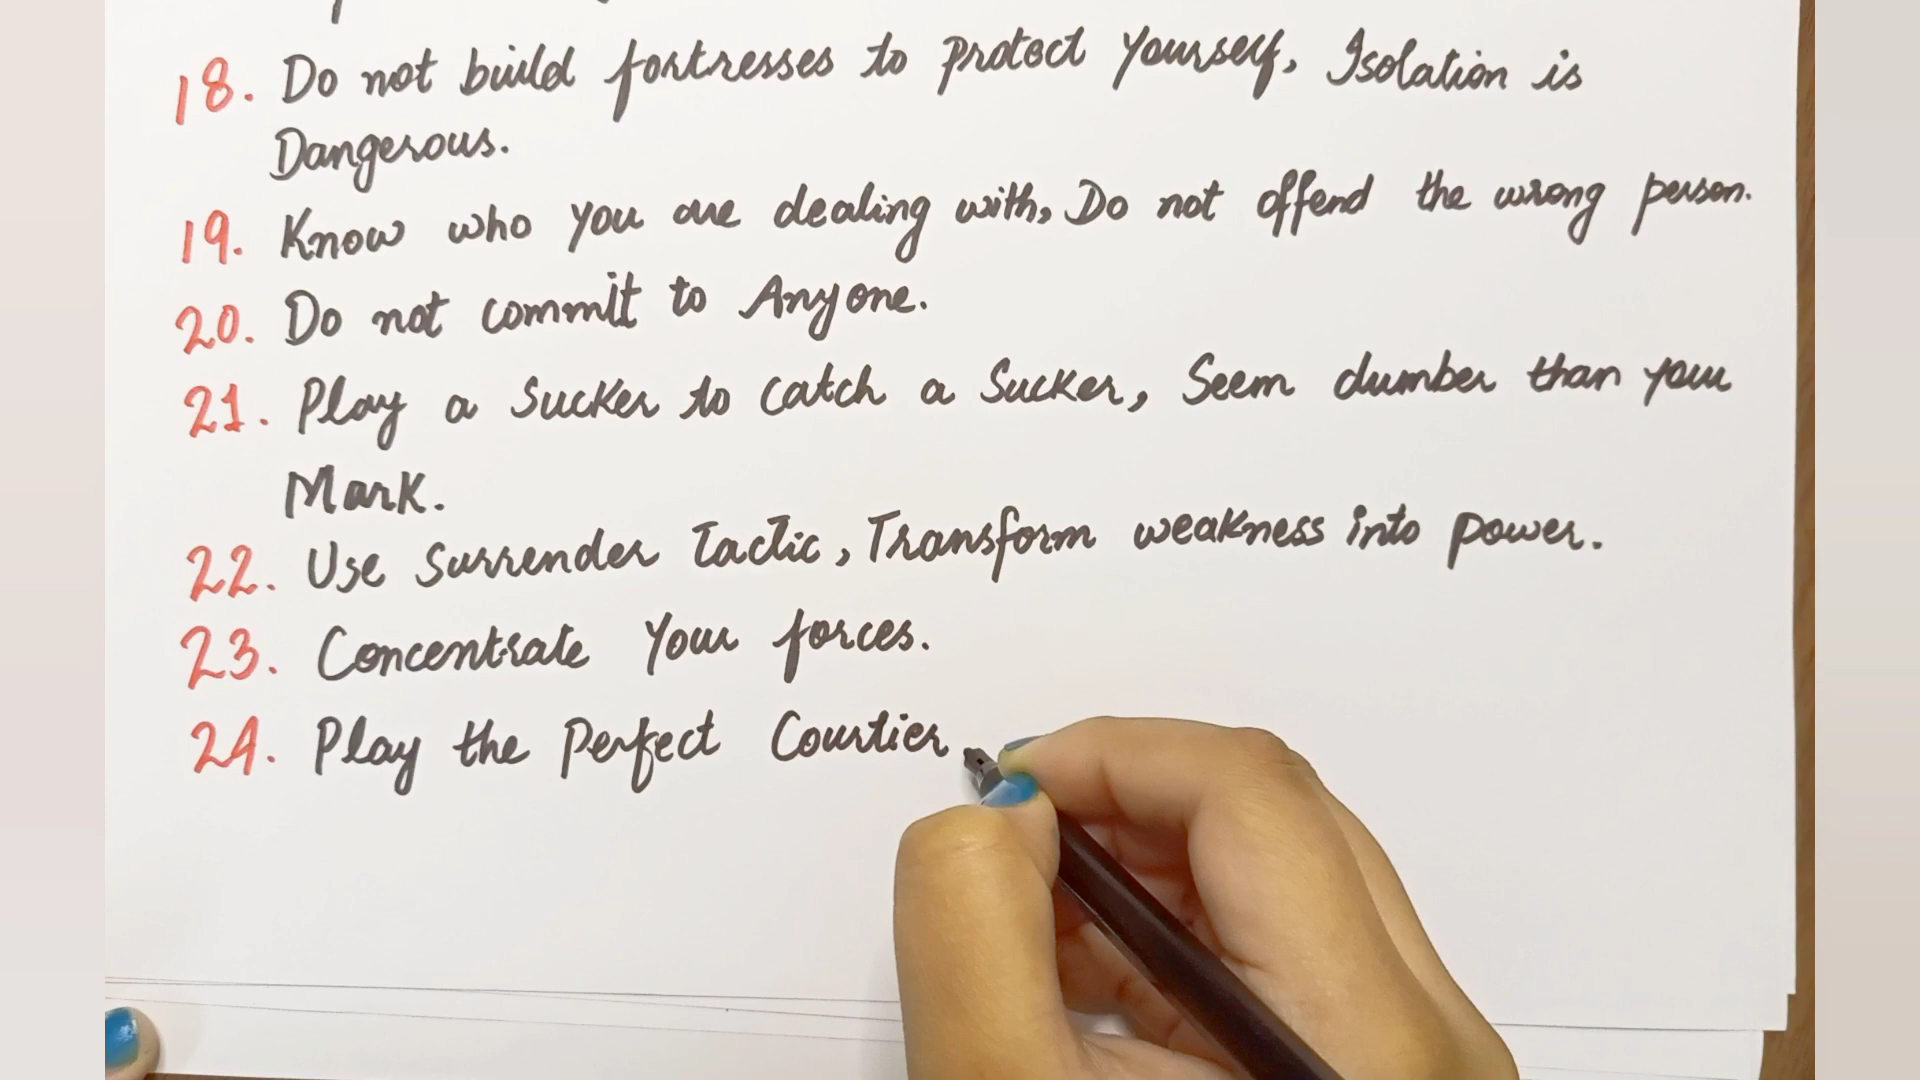 18. Do not build fortresses to Protect Yourself, Isolation is
Dangerous.
19. Know who you are dealing with, Do not offend the wrong person.
20. Do not commit to Anyone.
21. Play a Sucker to Catch a Sucker, Seem dumber than your
Mark.
22. Use Surrender Tactic, Transform weakness into power.
23. Concentrate Your forces.
24. Play the Perfect Courtier